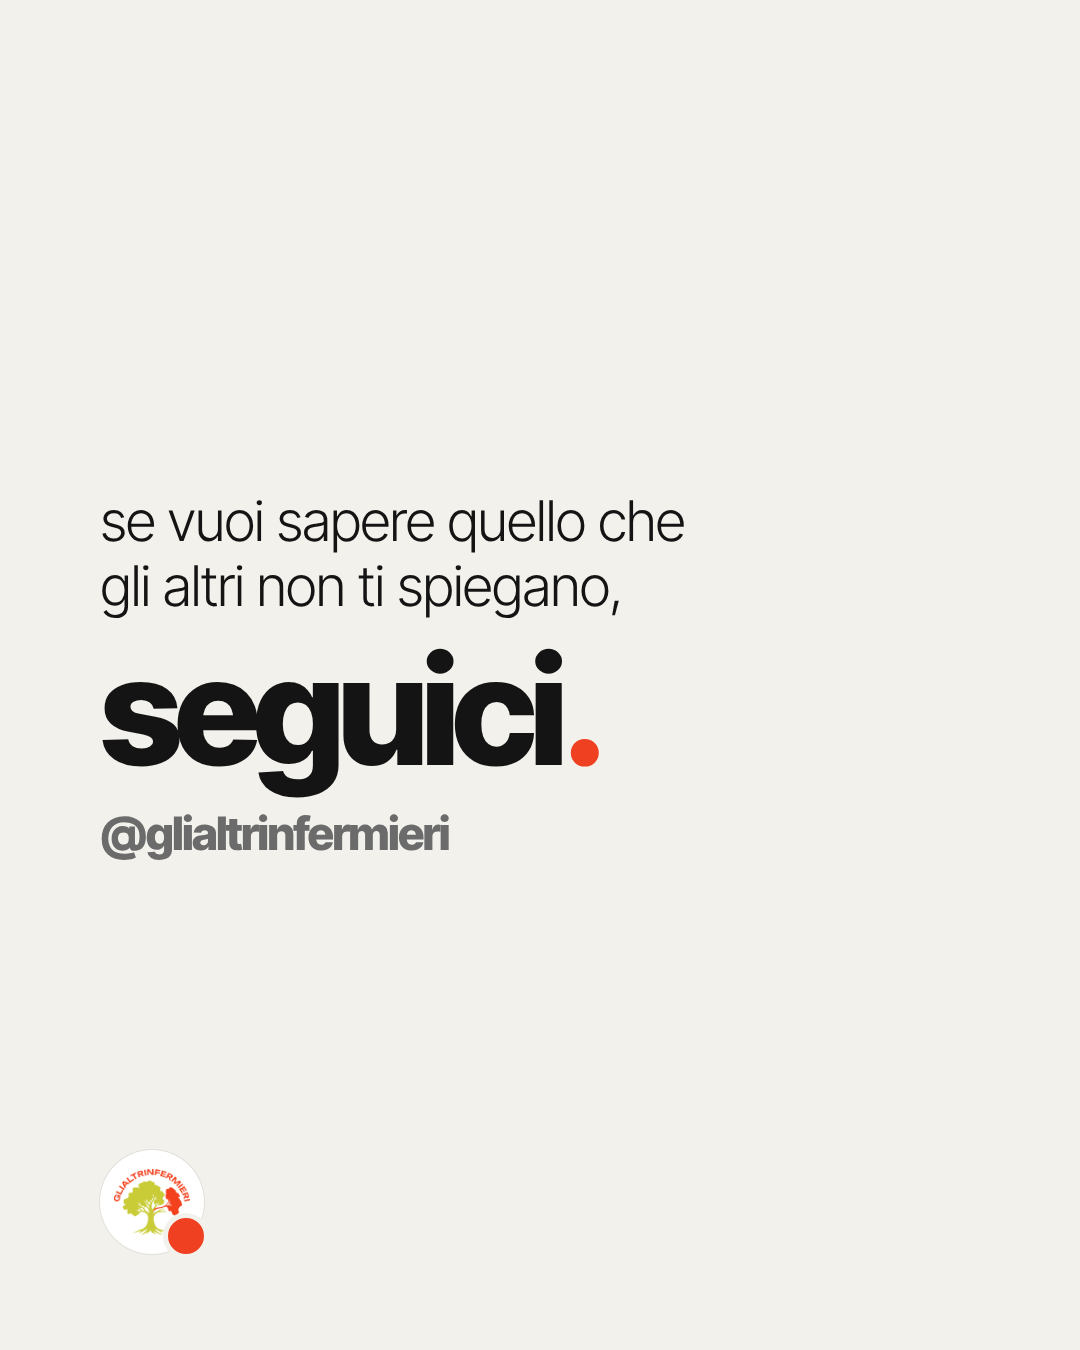 se vuoi sapere quello che
gli altri non ti spiegano,
seguici.
@glialtrinfermieri
GLIALTRINFERMIERI